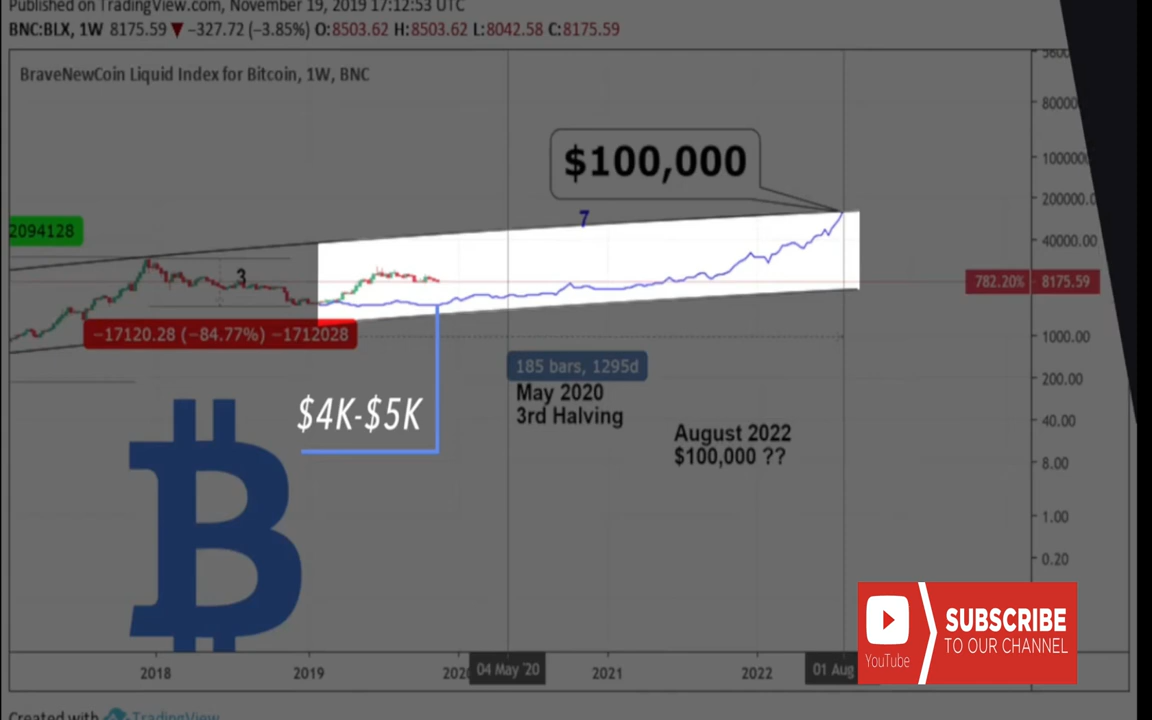 Published on TradingView.com, November 19, 2019 17:12:53 UTC
BNC:BLX, 1W 8175.59 ▼ −327.72 (−3.85%) O:8503.62 H:8503.62 L:8042.58 C:8175.59
BraveNewCoin Liquid Index for Bitcoin, 1W, BNC
80000
$100,000
1000000
200000.0
7
2094128
40000.00
3
782.20% 8175.59
−17120.28 (−84.77%) −1712028
1000.00
185 bars, 1295d
200.00
May 2020
3rd Halving
$4K-$5K
40.00
August 2022
$100,000 ??
8.00
1.00
0.20
SUBSCRIBE
TO OUR CHANNEL
YouTube
2018
2019
2020
04 May '20
2021
2022
01 Aug
Created with TradingView